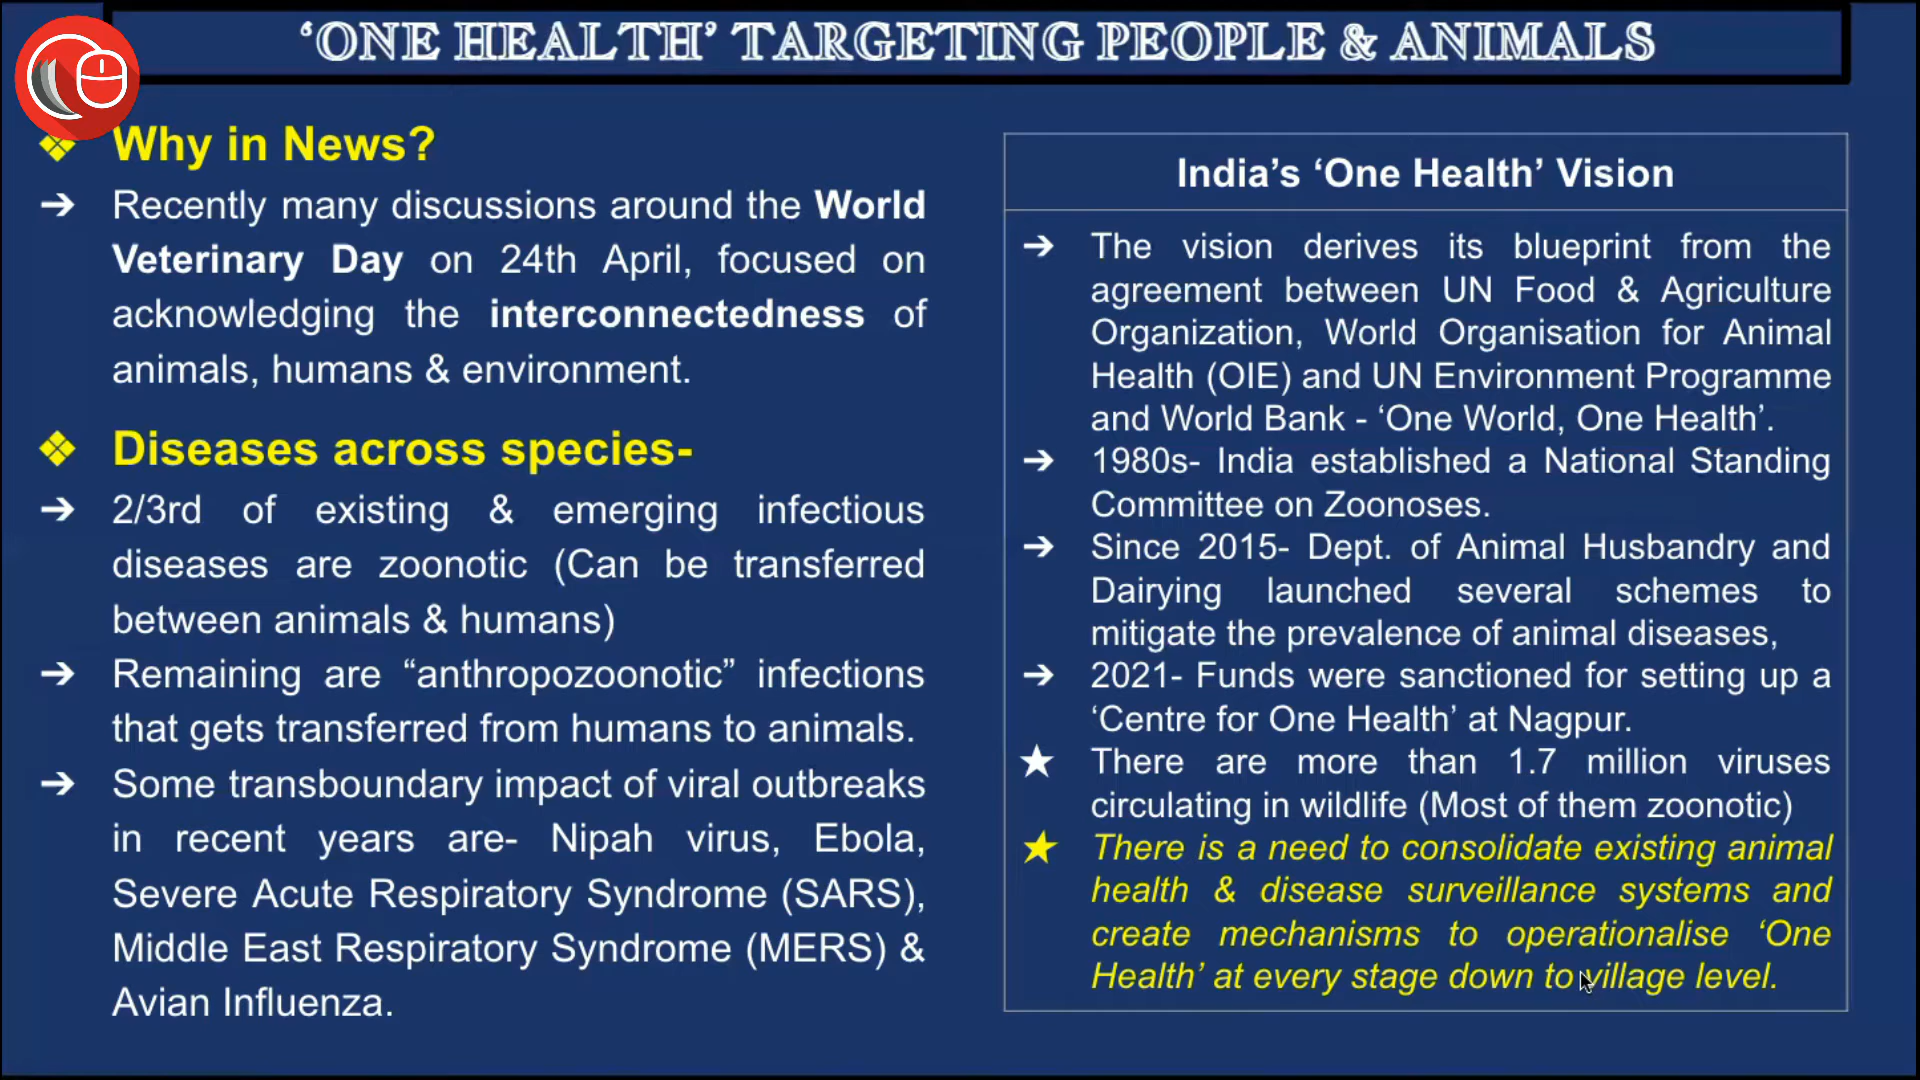 ‘ONE HEALTH’ TARGETING PEOPLE & ANIMALS
❖ Why in News?
➔ Recently many discussions around the World
Veterinary Day on 24th April, focused on
acknowledging the interconnectedness of
animals, humans & environment.
❖ Diseases across species-
➔ 2/3rd of existing & emerging infectious
diseases are zoonotic (Can be transferred
between animals & humans)
➔ Remaining are “anthropozoonotic” infections
that gets transferred from humans to animals.
➔ Some transboundary impact of viral outbreaks
in recent years are- Nipah virus, Ebola,
Severe Acute Respiratory Syndrome (SARS),
Middle East Respiratory Syndrome (MERS) &
Avian Influenza.
India’s ‘One Health’ Vision
➔ The vision derives its blueprint from the
agreement between UN Food & Agriculture
Organization, World Organisation for Animal
Health (OIE) and UN Environment Programme
and World Bank - ‘One World, One Health’.
➔ 1980s- India established a National Standing
Committee on Zoonoses.
➔ Since 2015- Dept. of Animal Husbandry and
Dairying launched several schemes to
mitigate the prevalence of animal diseases,
➔ 2021- Funds were sanctioned for setting up a
‘Centre for One Health’ at Nagpur.
★ There are more than 1.7 million viruses
circulating in wildlife (Most of them zoonotic)
★ There is a need to consolidate existing animal
health & disease surveillance systems and
create mechanisms to operationalise ‘One
Health’ at every stage down to village level.